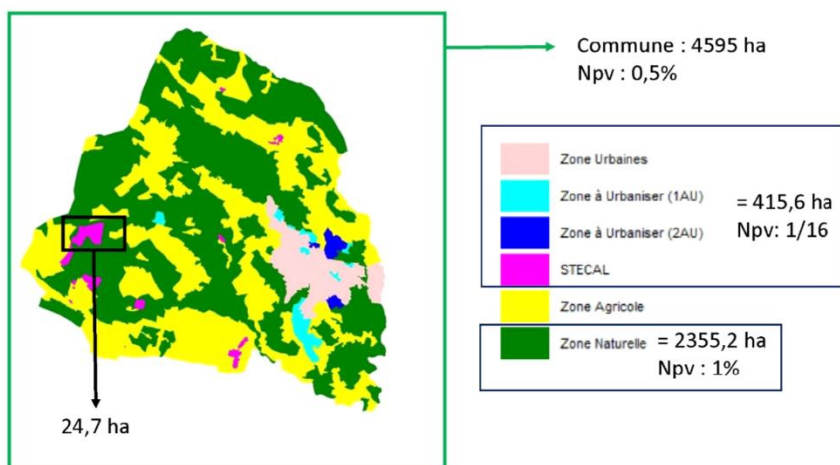 Commune : 4595 ha
Npv : 0,5%
Zone Urbaines
Zone à Urbaniser (1AU)
= 415,6 ha
Zone à Urbaniser (2AU)
Npv: 1/16
STECAL
Zone Agricole
Zone Naturelle = 2355,2 ha
Npv : 1%
24,7 ha